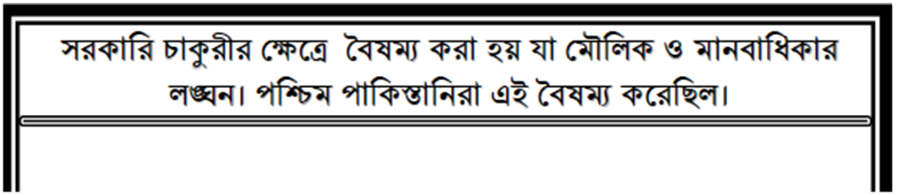 সরকারি চাকুরীর ক্ষেত্রে বৈষম্য করা হয় যা মৌলিক ও মানবাধিকার
লঙ্ঘন। পশ্চিম পাকিস্তানিরা এই বৈষম্য করেছিল।